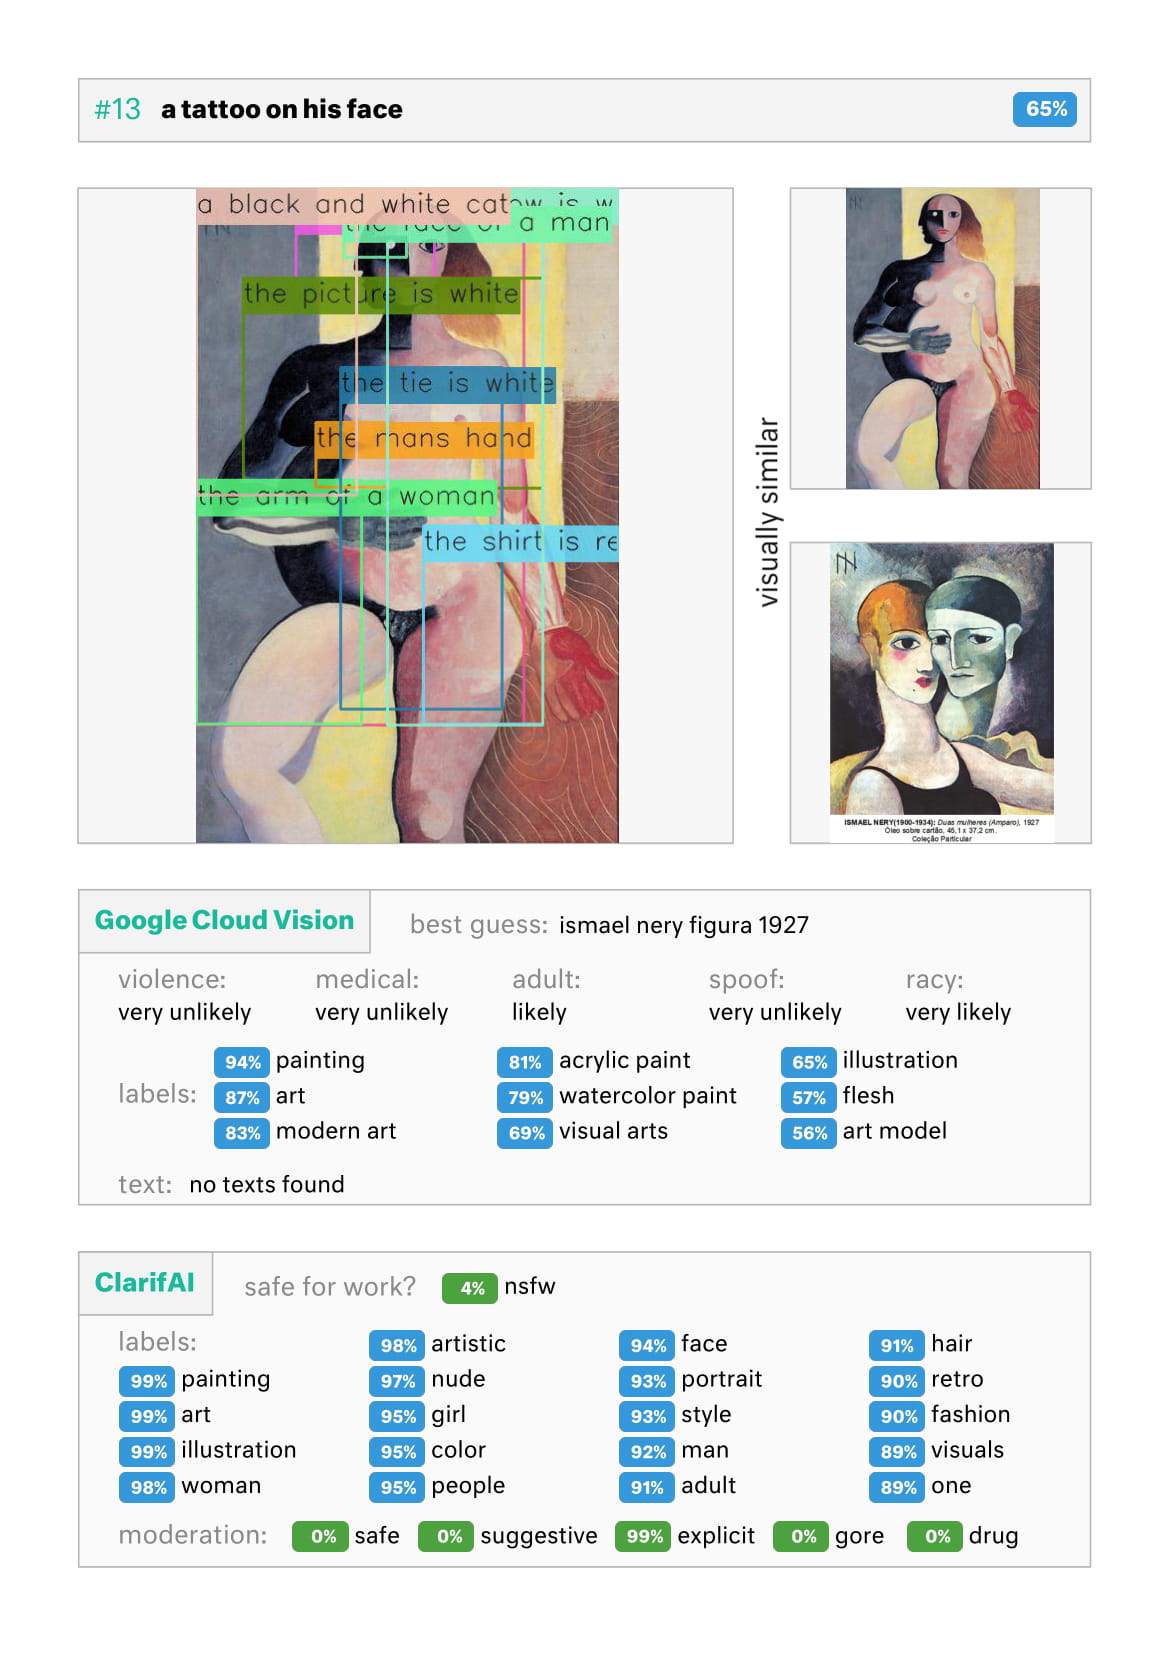 #13 a tattoo on his face 65%
a black and white cat
ow is w
the face of a man
the picture is white
the tie is white
the mans hand
the arm of a woman
the shirt is re
visually similar
ISMAEL NERY(1900-1934): Duas mulheres (Amparo), 1927
Óleo sobre cartão, 45,1 x 37,2 cm.
Coleção Particular
Google Cloud Vision best guess: ismael nery figura 1927
violence: medical: adult: spoof: racy:
very unlikely very unlikely likely very unlikely very likely
94% painting 81% acrylic paint 65% illustration
labels: 87% art 79% watercolor paint 57% flesh
83% modern art 69% visual arts 56% art model
text: no texts found
ClarifAI safe for work? 4% nsfw
labels: 98% artistic 94% face 91% hair
99% painting 97% nude 93% portrait 90% retro
99% art 95% girl 93% style 90% fashion
99% illustration 95% color 92% man 89% visuals
98% woman 95% people 91% adult 89% one
moderation: 0% safe 0% suggestive 99% explicit 0% gore 0% drug